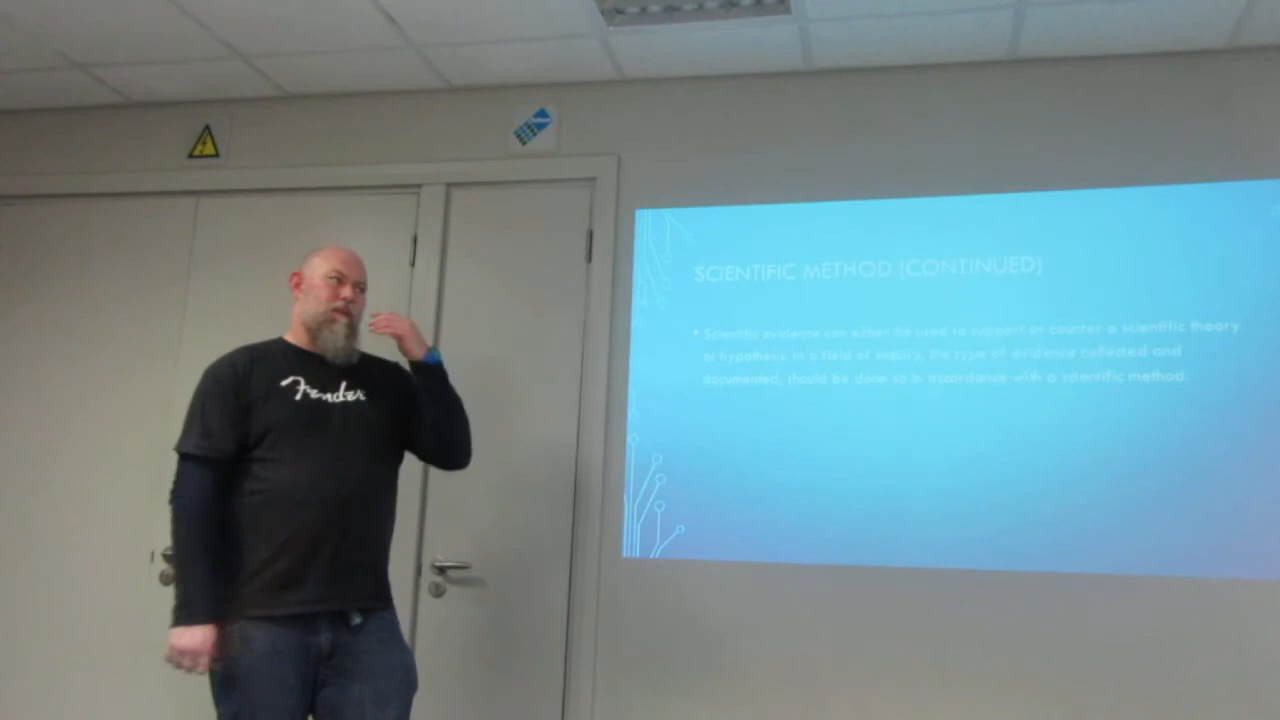 Fender
SCIENTIFIC METHOD (CONTINUED)
• Scientific evidence can either be used to support or counter a scientific theory
or hypothesis. In a field of inquiry, the type of evidence collected and
documented, should be done so in accordance with a scientific method.